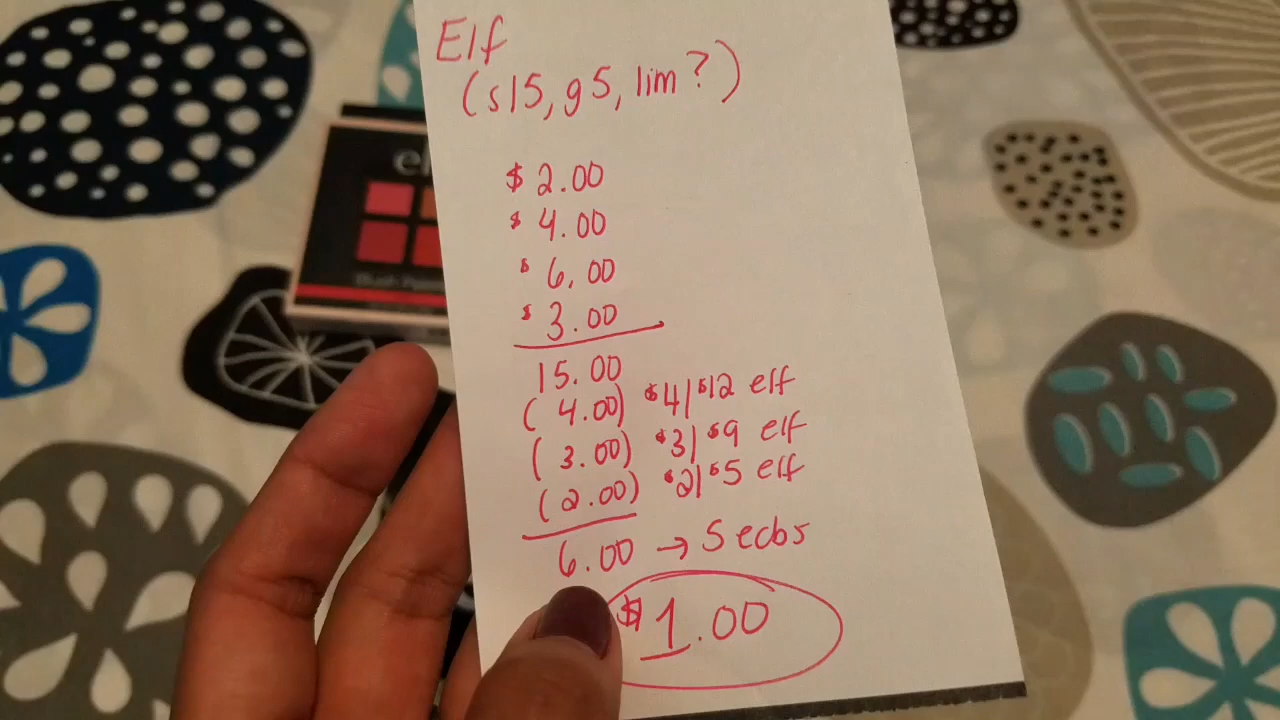 Elf
(s15, g5, lim?)
$ 2.00
$ 4.00
$ 6.00
$ 3.00
15.00
(4.00) $4/$12 elf
(3.00) $3/$9 elf
(2.00) $2/$5 elf
6.00 → 5 ecbs
$1.00